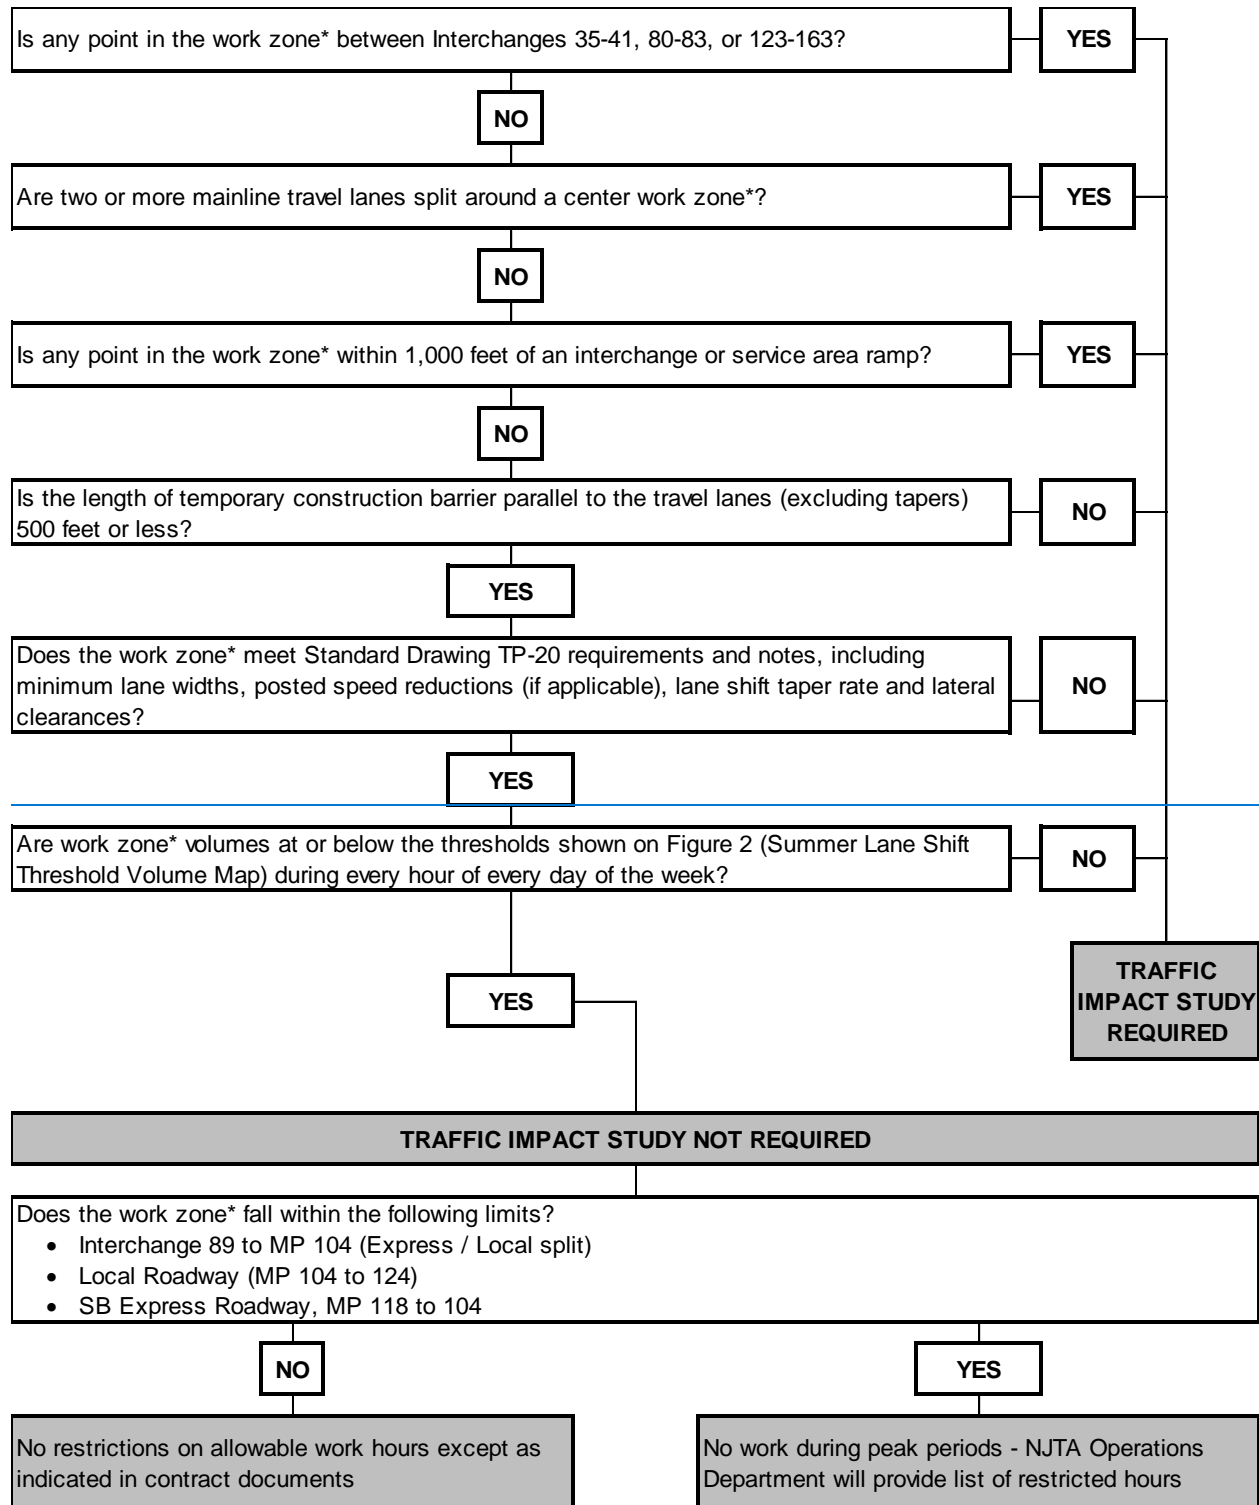 Is any point in the work zone* between Interchanges 35-41, 80-83, or 123-163?
YES
NO
Are two or more mainline travel lanes split around a center work zone*?
YES
NO
Is any point in the work zone* within 1,000 feet of an interchange or service area ramp?
YES
NO
Is the length of temporary construction barrier parallel to the travel lanes (excluding tapers)
500 feet or less?
NO
YES
Does the work zone* meet Standard Drawing TP-20 requirements and notes, including
minimum lane widths, posted speed reductions (if applicable), lane shift taper rate and lateral
clearances?
NO
YES
Are work zone* volumes at or below the thresholds shown on Figure 2 (Summer Lane Shift
Threshold Volume Map) during every hour of every day of the week?
NO
YES
TRAFFIC
IMPACT STUDY
REQUIRED
TRAFFIC IMPACT STUDY NOT REQUIRED
Does the work zone* fall within the following limits?
• Interchange 89 to MP 104 (Express / Local split)
• Local Roadway (MP 104 to 124)
• SB Express Roadway, MP 118 to 104
NO
YES
No restrictions on allowable work hours except as
indicated in contract documents
No work during peak periods - NJTA Operations
Department will provide list of restricted hours